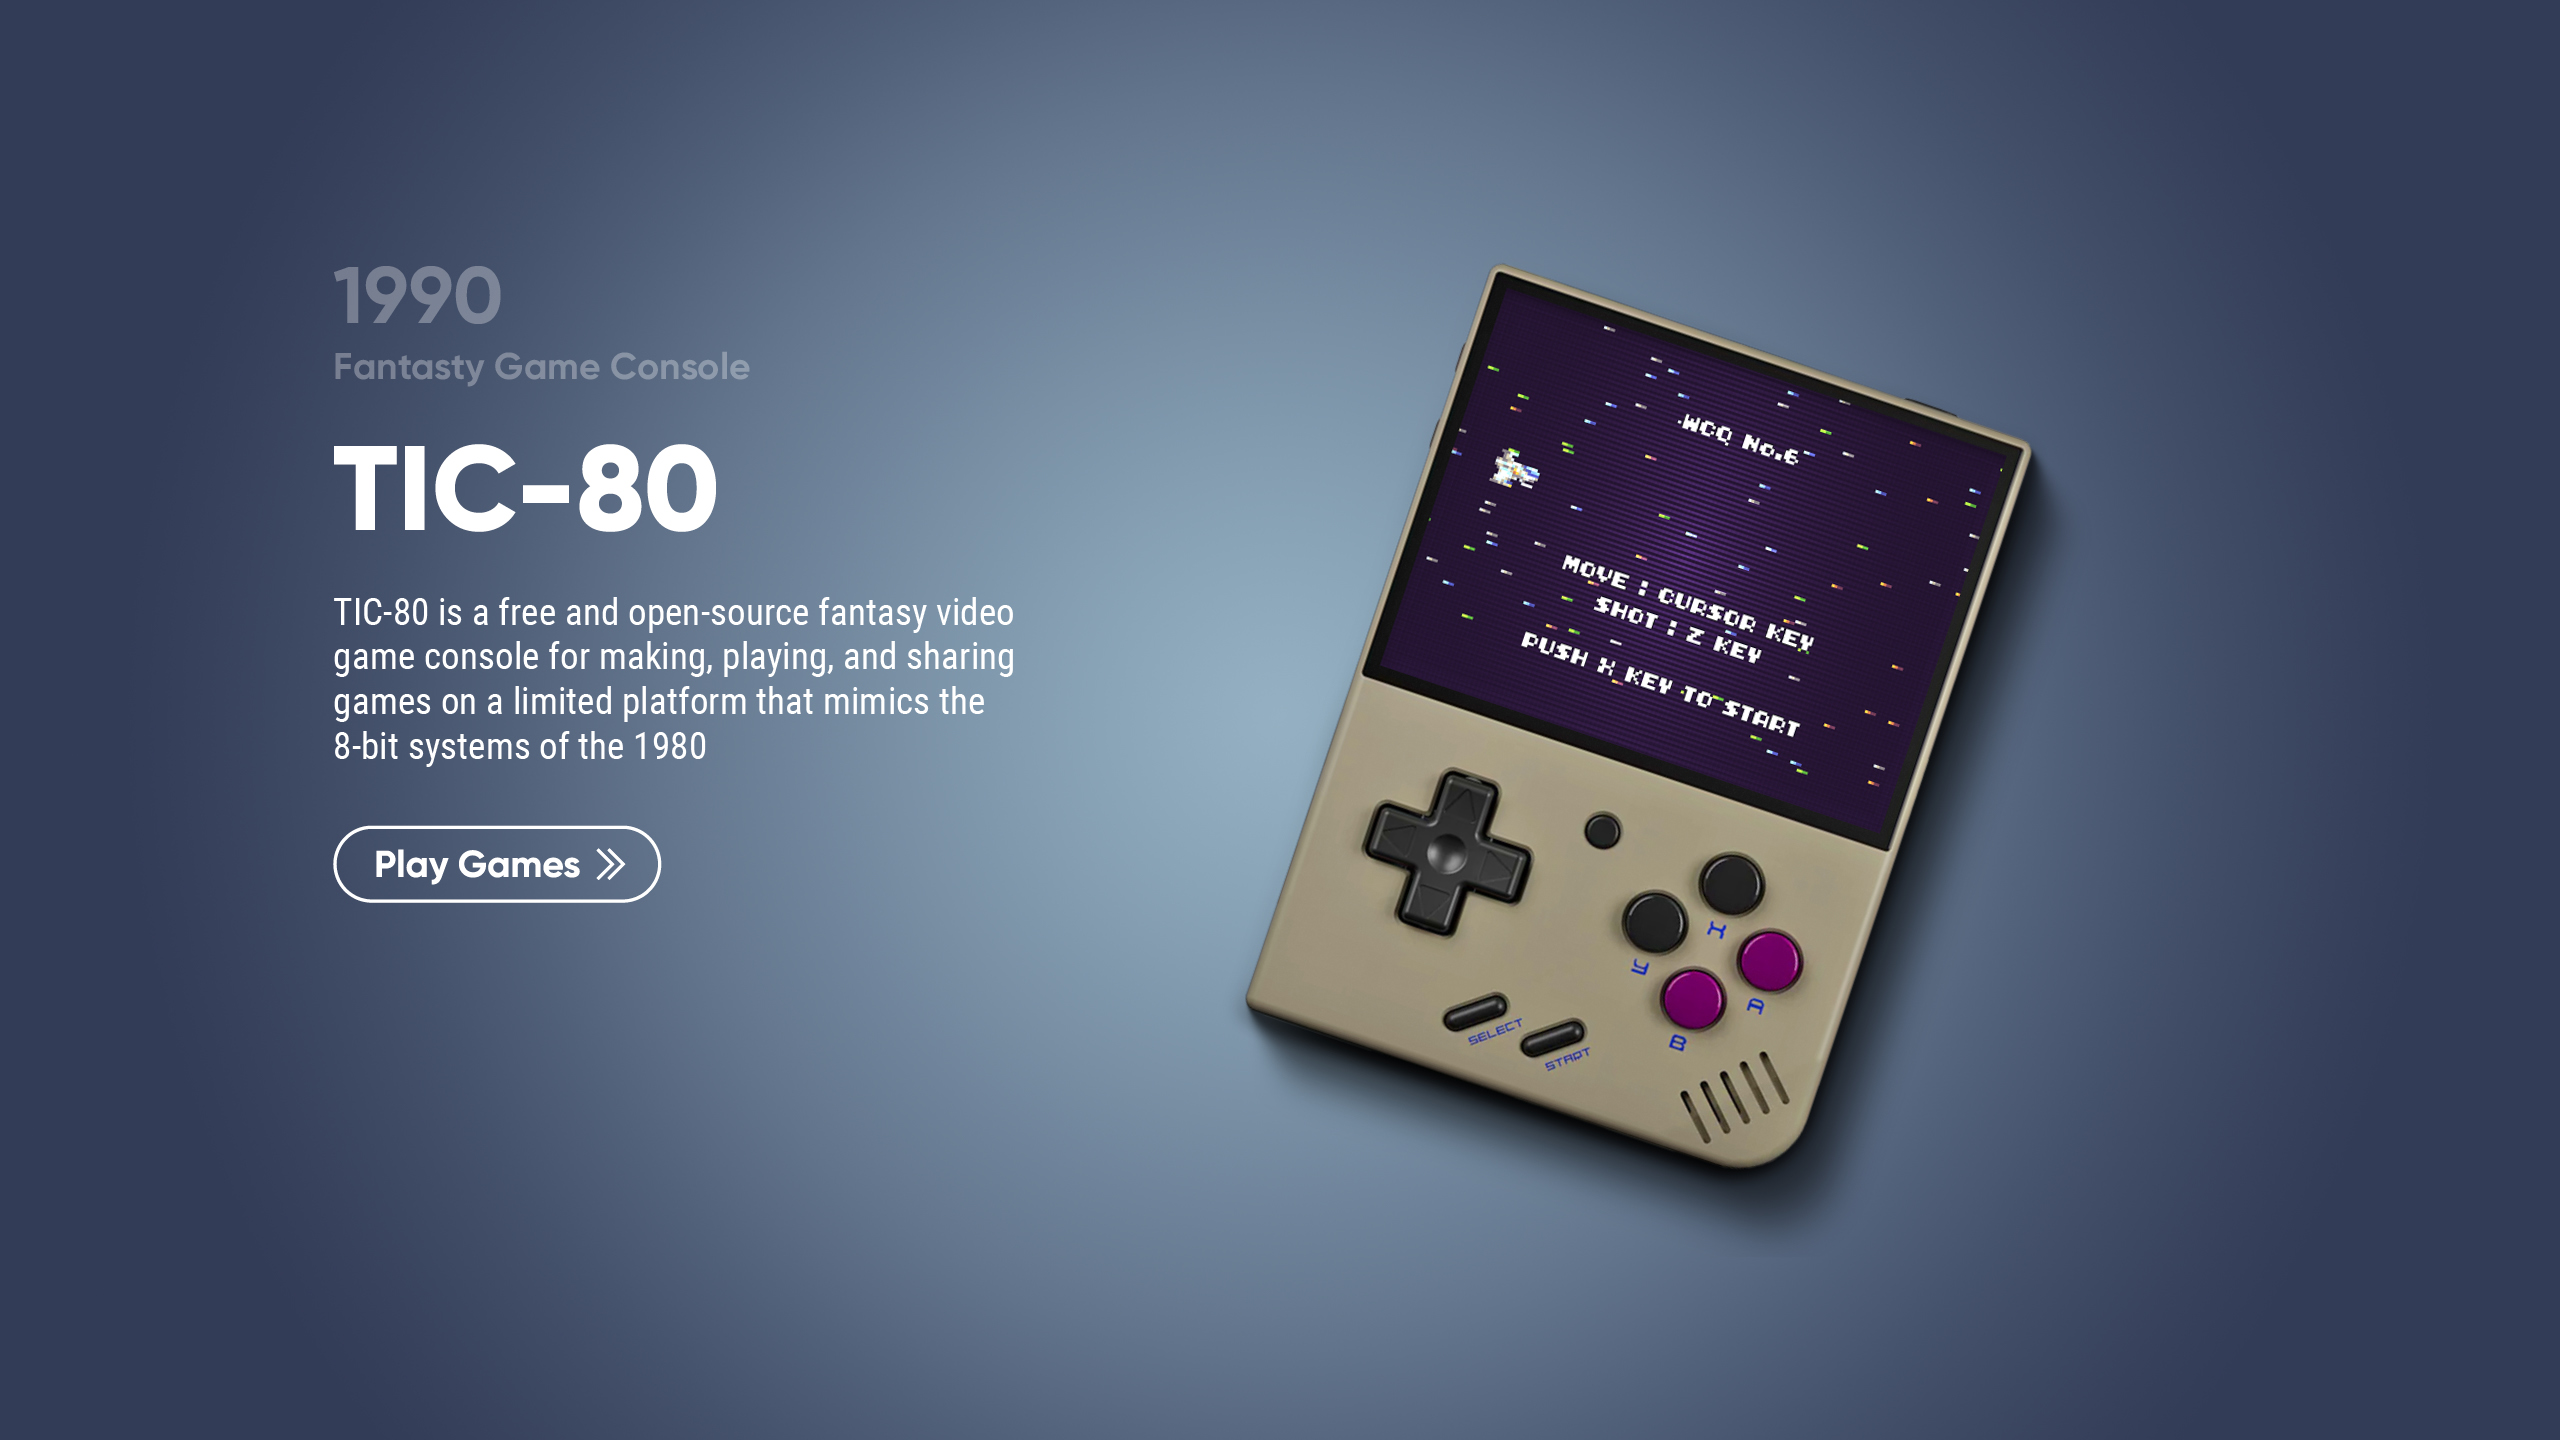 1990
Fantasty Game Console
TIC-80
TIC-80 is a free and open-source fantasy video
game console for making, playing, and sharing
games on a limited platform that mimics the
8-bit systems of the 1980
Play Games
WCQ No.6
MOVE : CURSOR KEY
SHOT : Z KEY
PUSH X KEY TO START
X
Y
A
B
SELECT
START